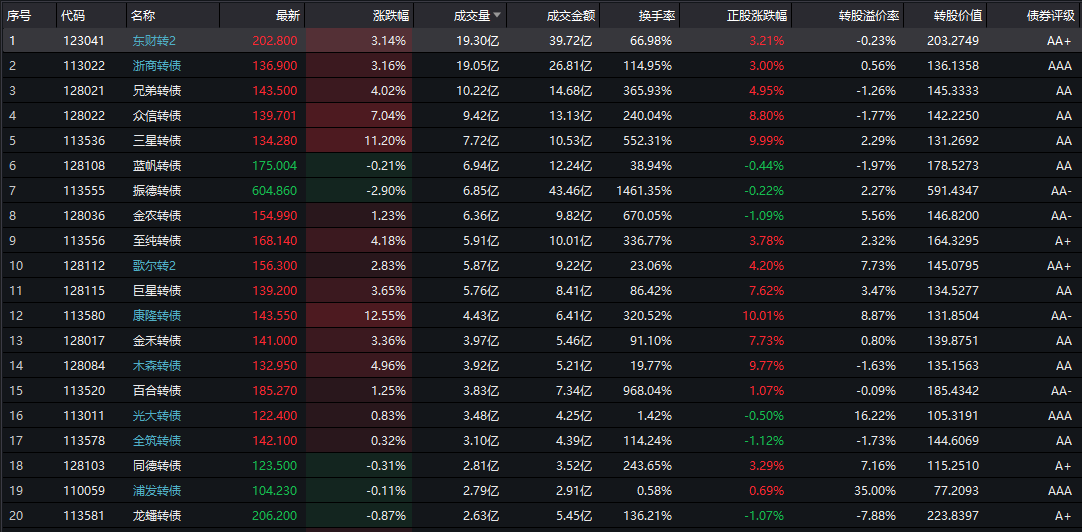 序号 代码 名称 最新 涨跌幅 成交量 成交金额 换手率 正股涨跌幅 转股溢价率 转股价值 债券评级
1 123041 东财转2 202.800 3.14% 19.30亿 39.72亿 66.98% 3.21% -0.23% 203.2749 AA+
2 113022 浙商转债 136.900 3.16% 19.05亿 26.81亿 114.95% 3.00% 0.56% 136.1358 AAA
3 128021 兄弟转债 143.500 4.02% 10.22亿 14.68亿 365.93% 4.95% -1.26% 145.3333 AA
4 128022 众信转债 139.701 7.04% 9.42亿 13.13亿 240.04% 8.80% -1.77% 142.2250 AA
5 113536 三星转债 134.280 11.20% 7.72亿 10.53亿 552.31% 9.99% 2.29% 131.2692 AA
6 128108 蓝帆转债 175.004 -0.21% 6.94亿 12.24亿 38.94% -0.44% -1.97% 178.5273 AA
7 113555 振德转债 604.860 -2.90% 6.85亿 43.46亿 1461.35% -0.22% 2.27% 591.4347 AA-
8 128036 金农转债 154.990 1.23% 6.36亿 9.82亿 670.05% -1.09% 5.56% 146.8200 AA-
9 113556 至纯转债 168.140 4.18% 5.91亿 10.01亿 336.77% 3.78% 2.32% 164.3295 A+
10 128112 歌尔转2 156.300 2.83% 5.87亿 9.22亿 23.06% 4.20% 7.73% 145.0795 AA+
11 128115 巨星转债 139.200 3.65% 5.76亿 8.41亿 86.42% 7.62% 3.47% 134.5277 AA
12 113580 康隆转债 143.550 12.55% 4.43亿 6.41亿 320.52% 10.01% 8.87% 131.8504 AA-
13 128017 金禾转债 141.000 3.36% 3.97亿 5.46亿 91.10% 7.73% 0.80% 139.8751 AA
14 128084 木森转债 132.950 4.96% 3.92亿 5.21亿 19.77% 9.77% -1.63% 135.1563 AA
15 113520 百合转债 185.270 1.25% 3.83亿 7.34亿 968.04% 1.07% -0.09% 185.4342 AA-
16 113011 光大转债 122.400 0.83% 3.48亿 4.25亿 1.42% -0.50% 16.22% 105.3191 AAA
17 113578 全筑转债 142.100 0.32% 3.10亿 4.39亿 114.24% -1.12% -1.73% 144.6069 AA
18 128103 同德转债 123.500 -0.31% 2.81亿 3.52亿 243.65% 3.29% 7.16% 115.2510 A+
19 110059 浦发转债 104.230 -0.11% 2.79亿 2.91亿 0.58% 0.69% 35.00% 77.2093 AAA
20 113581 龙蟠转债 206.200 -0.87% 2.63亿 5.45亿 136.21% -1.07% -7.88% 223.8397 A+